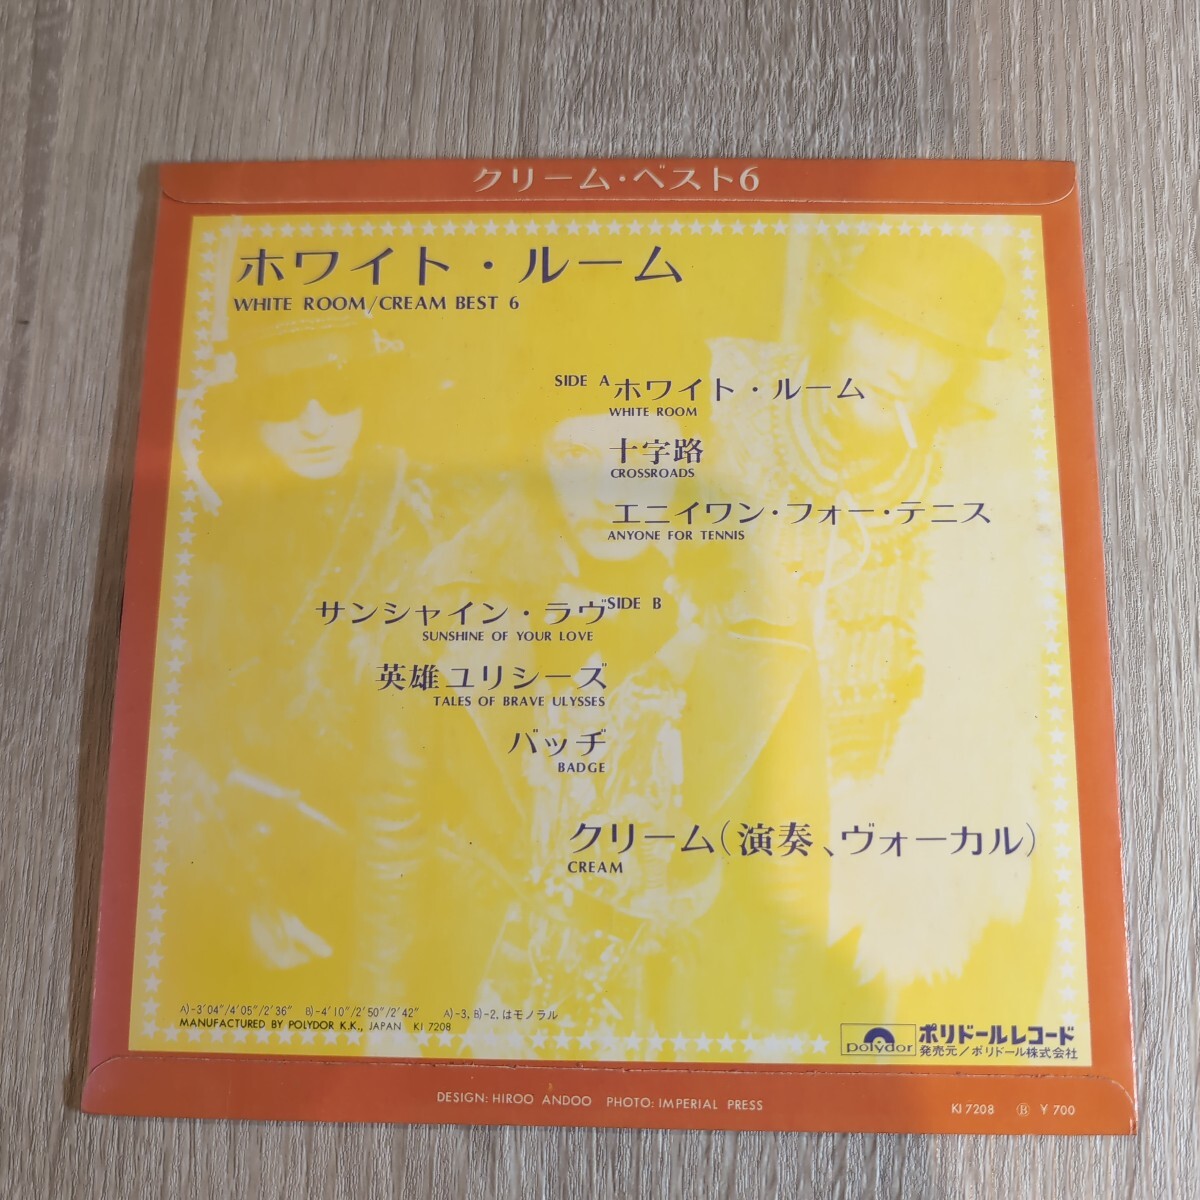 クリーム・ベスト6
ホワイト・ルーム
WHITE ROOM/CREAM BEST 6
SIDE A ホワイト・ルーム
WHITE ROOM
十字路
CROSSROADS
エニイワン・フォー・テニス
ANYONE FOR TENNIS
サンシャイン・ラヴ SIDE B
SUNSHINE OF YOUR LOVE
英雄ユリシーズ
TALES OF BRAVE ULYSSES
バッヂ
BADGE
クリーム(演奏、ヴォーカル)
CREAM
A)-3′04″/4′05″/2′36″ B)-4′10″/2′50″/2′42″ A)-3, B)-2, はモノラル
MANUFACTURED BY POLYDOR K.K., JAPAN KI 7208
polydor ポリドールレコード
発売元/ポリドール株式会社
DESIGN: HIROO ANDOO PHOTO: IMPERIAL PRESS
KI 7208 Ⓑ Y 700